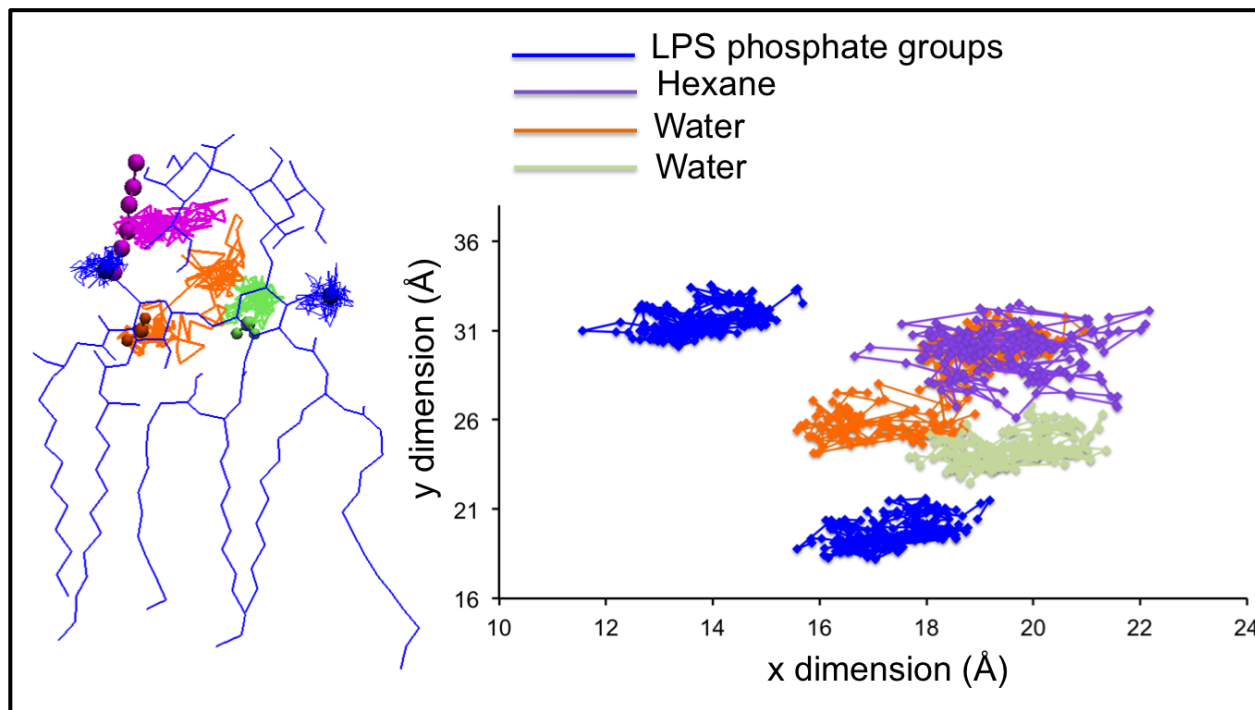 LPS phosphate groups
Hexane
Water
Water
y dimension (Å)
36
31
26
21
16
10 12 14 16 18 20 22 24
x dimension (Å)